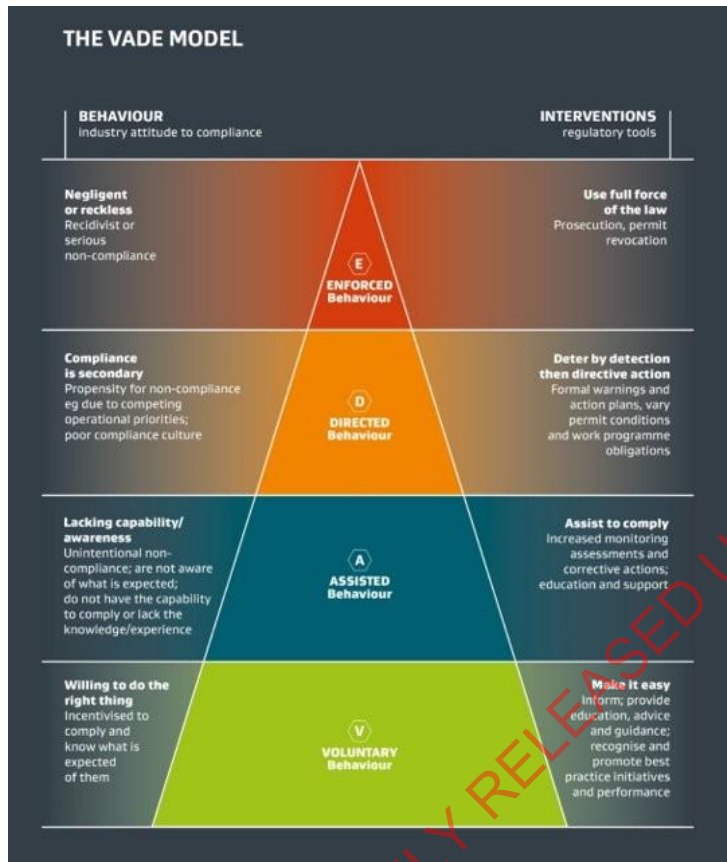 THE VADE MODEL
BEHAVIOUR
industry attitude to compliance
INTERVENTIONS
regulatory tools
Negligent
or reckless
Recidivist or
serious
non-compliance
E
ENFORCED
Behaviour
Use full force
of the law
Prosecution, permit
revocation
Compliance
is secondary
Propensity for non-compliance
eg due to competing
operational priorities;
poor compliance culture
D
DIRECTED
Behaviour
Deter by detection
then directive action
Formal warnings and
action plans, vary
permit conditions
and work programme
obligations
Lacking capability/
awareness
Unintentional non-
compliance; are not aware
of what is expected;
do not have the capability
to comply or lack the
knowledge/experience
A
ASSISTED
Behaviour
Assist to comply
Increased monitoring
assessments and
corrective actions;
education and support
Willing to do the
right thing
Incentivised to
comply and
know what is
expected
of them
V
VOLUNTARY
Behaviour
Make it easy
Inform; provide
education, advice
and guidance;
recognise and
promote best
practice initiatives
and performance
Y RELEASED U